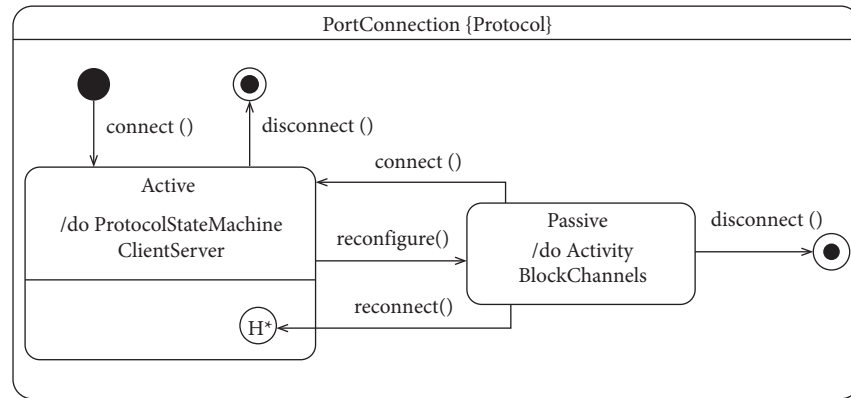 PortConnection {Protocol}
connect ()
disconnect ()
connect ()
Active
/do ProtocolStateMachine
ClientServer
reconfigure()
Passive
/do Activity
BlockChannels
disconnect ()
reconnect()
H*